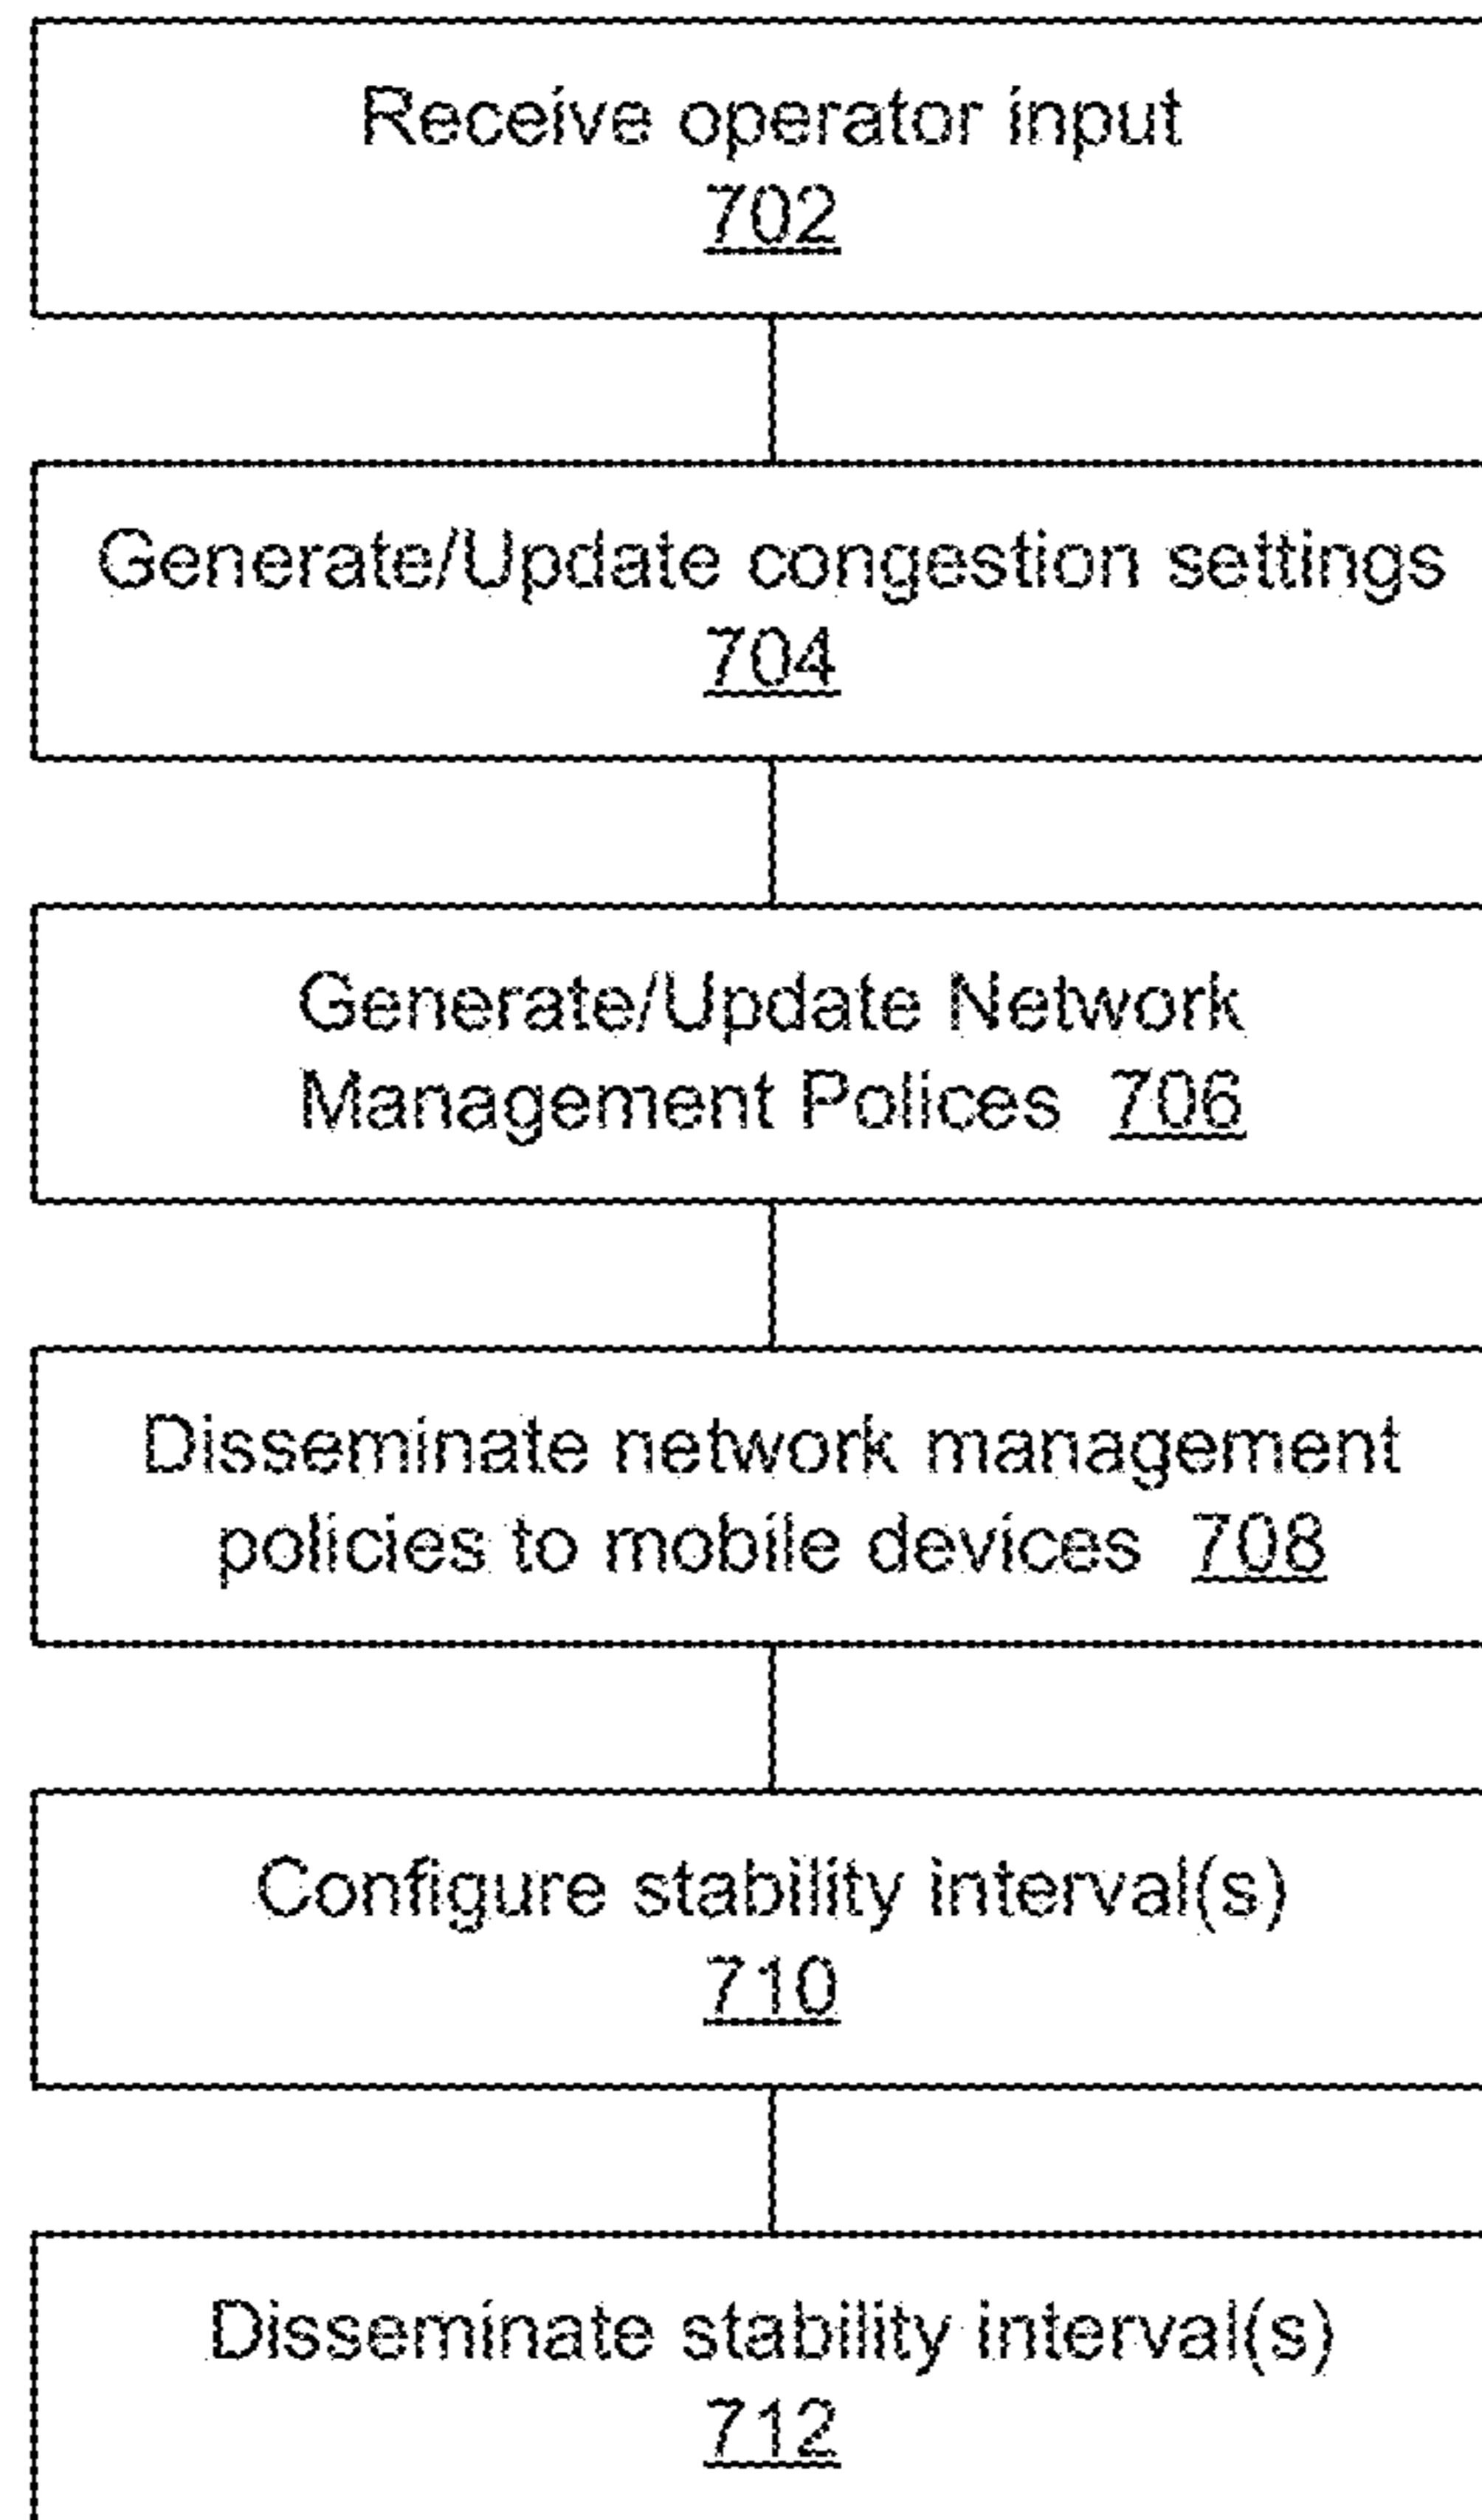 Receive operator input
702
Generate/Update congestion settings
704
Generate/Update Network
Management Polices 706
Disseminate network management
policies to mobile devices 708
Configure stability interval(s)
710
Disseminate stability interval(s)
712